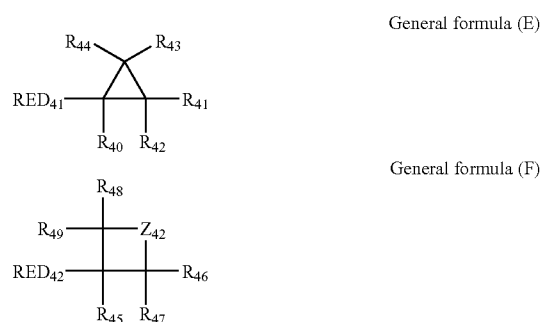 General formula (E)
R44 R43
RED41 R41
R40 R42
General formula (F)
R48
R49 Z42
RED42 R46
R45 R47